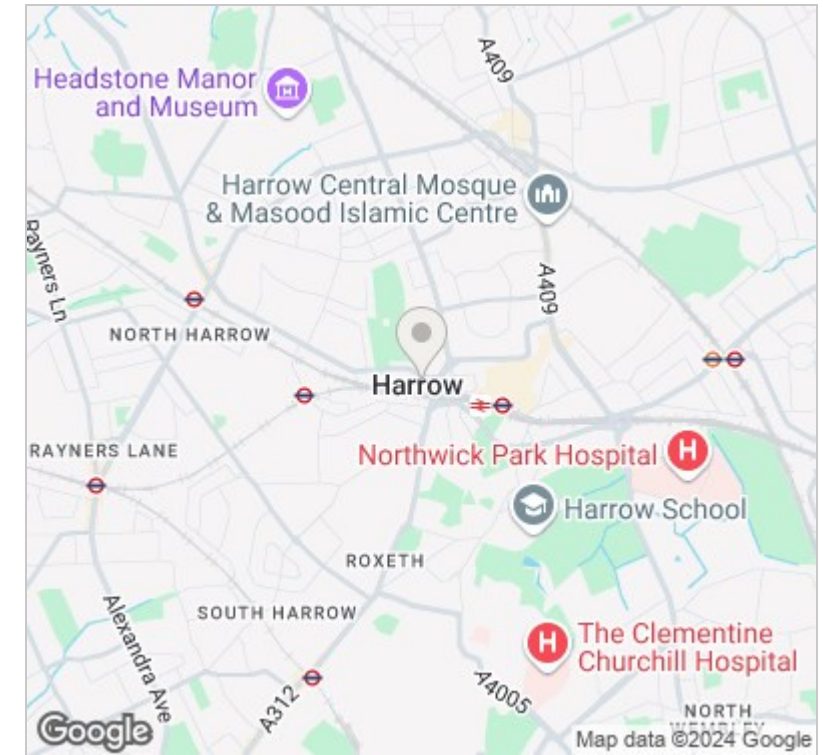 A409
Headstone Manor
and Museum
Harrow Central Mosque
& Masood Islamic Centre
Rayners Ln
A409
NORTH HARROW
Harrow
RAYNERS LANE
Northwick Park Hospital
H
Harrow School
ROXETH
SOUTH HARROW
Alexandra Ave
H
The Clementine
Churchill Hospital
A312
A4005
NORTH
WEMBLEY
Google
Map data ©2024 Google